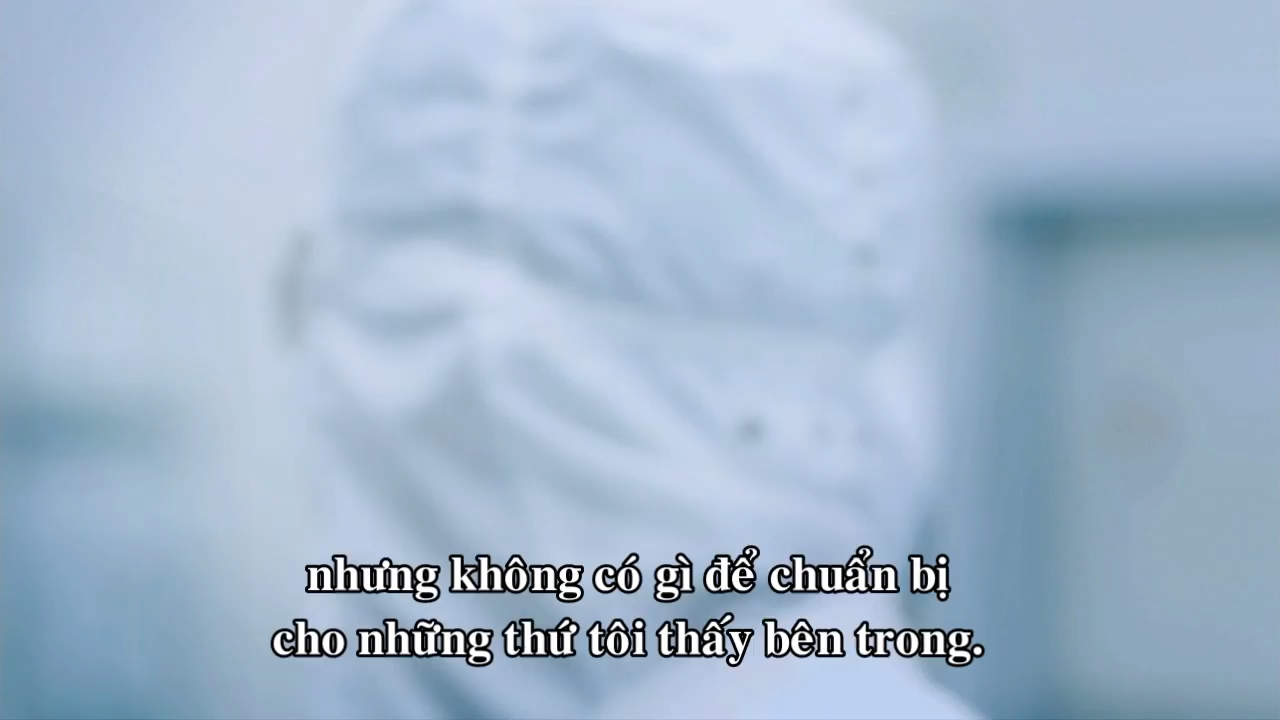 nhưng không có gì để chuẩn bị
cho những thứ tôi thấy bên trong.